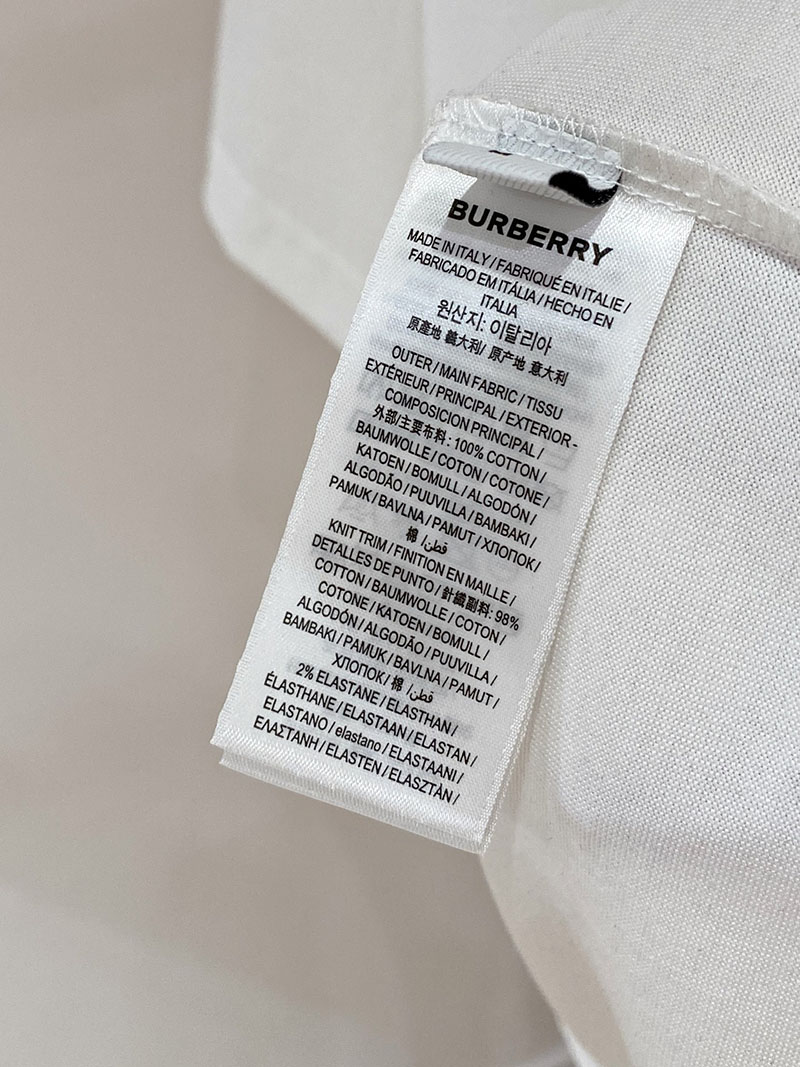 BURBERRY
MADE IN ITALY / FABRIQUÉ EN ITALIE /
FABRICADO EM ITÁLIA / HECHO EN
ITALIA
원산지: 이탈리아
原產地 義大利/ 原产地 意大利
OUTER / MAIN FABRIC / TISSU
EXTÉRIEUR / PRINCIPAL / EXTERIOR -
COMPOSICION PRINCIPAL /
外部/主要布料: 100% COTTON /
BAUMWOLLE / COTON / COTONE /
KATOEN / BOMULL / ALGODÓN /
ALGODÃO / PUUVILLA / BAMBAKI /
PAMUK / BAVLNA / PAMUT / ХЛОПОК /
棉 /قطن
KNIT TRIM / FINITION EN MAILLE /
DETALLES DE PUNTO / 針織副料: 98%
COTTON / BAUMWOLLE / COTON /
COTONE / KATOEN / BOMULL /
ALGODÓN / ALGODÃO / PUUVILLA /
BAMBAKI / PAMUK / BAVLNA / PAMUT /
ХЛОПОК / 棉 /قطن
2% ELASTANE / ELASTHAN /
ÉLASTHANE / ELASTAAN / ELASTAN /
ELASTANO / elastano / ELASTAANI /
ΕΛΑΣΤΑΝΗ / ELASTEN / ELASZTÀN /